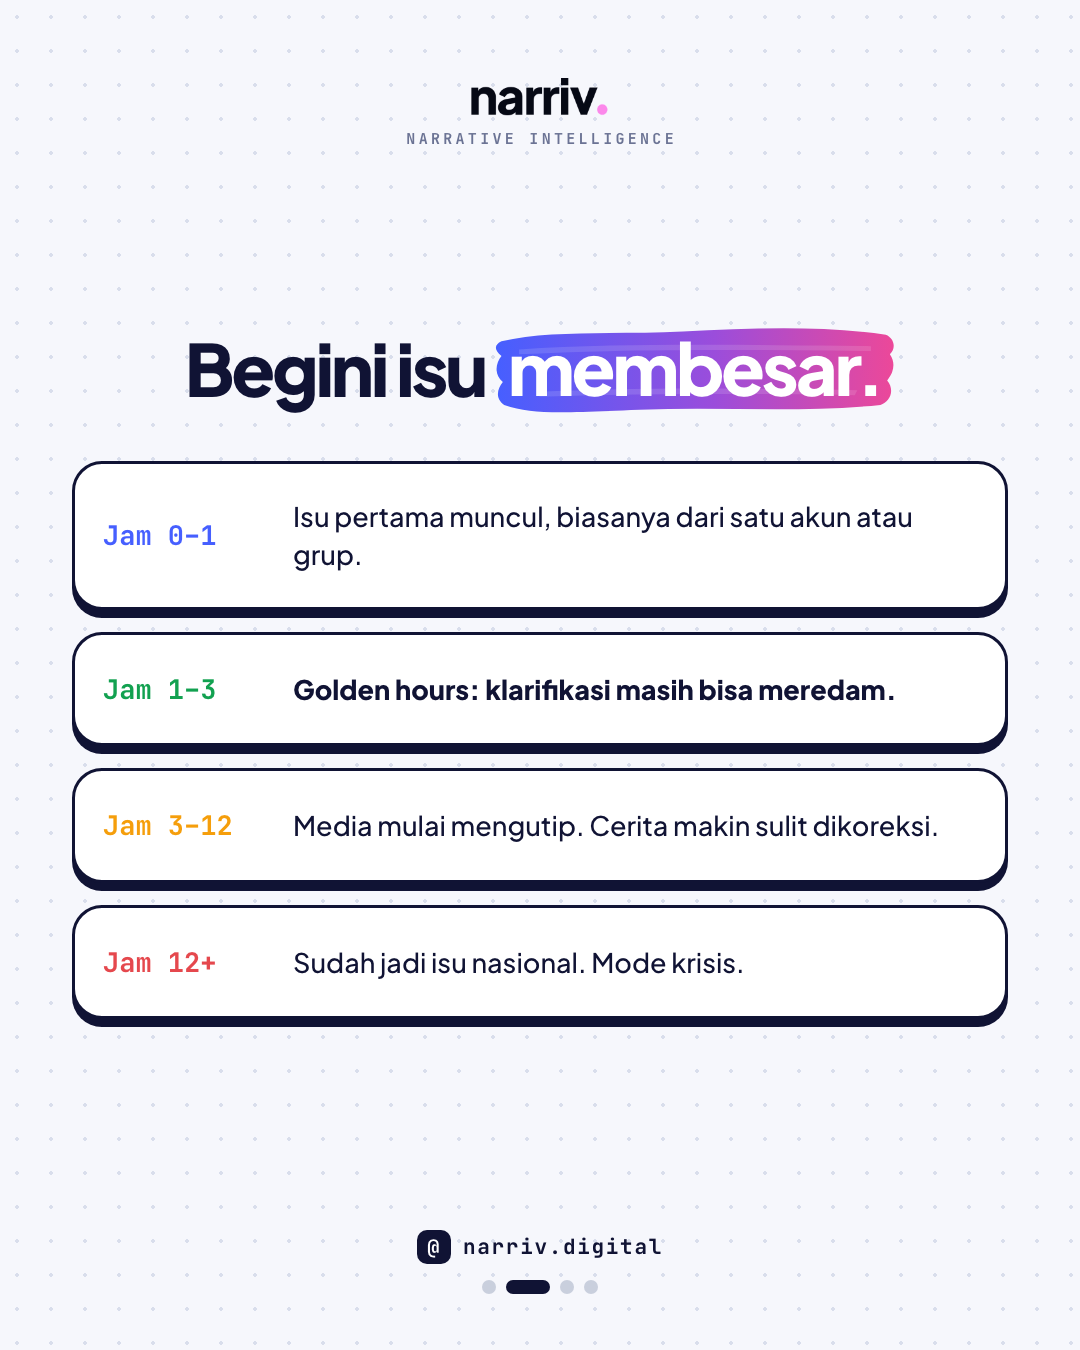 narriv.
NARRATIVE INTELLIGENCE
Begini isu membesar.
Jam 0–1
Isu pertama muncul, biasanya dari satu akun atau
grup.
Jam 1–3
Golden hours: klarifikasi masih bisa meredam.
Jam 3–12
Media mulai mengutip. Cerita makin sulit dikoreksi.
Jam 12+
Sudah jadi isu nasional. Mode krisis.
@ narriv.digital